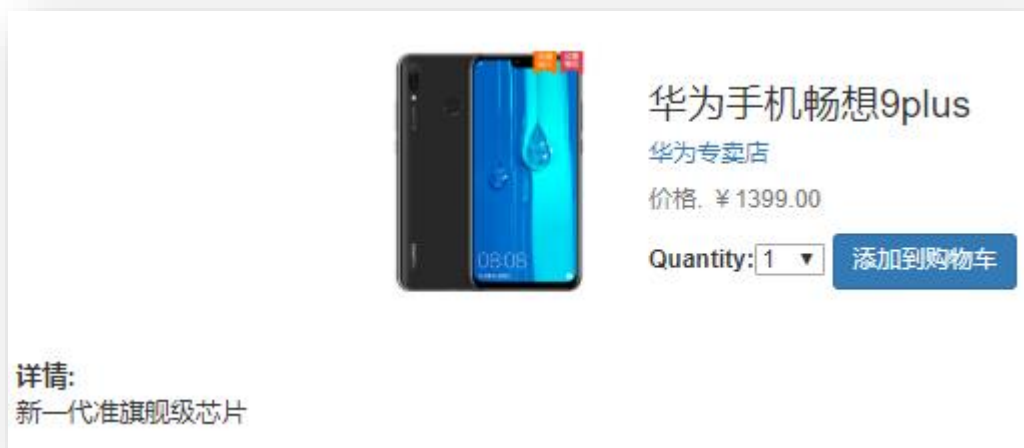 华为手机畅想9plus
华为专卖店
价格. ￥1399.00
Quantity: 1 ▼ 添加到购物车
08:08
详情:
新一代准旗舰级芯片